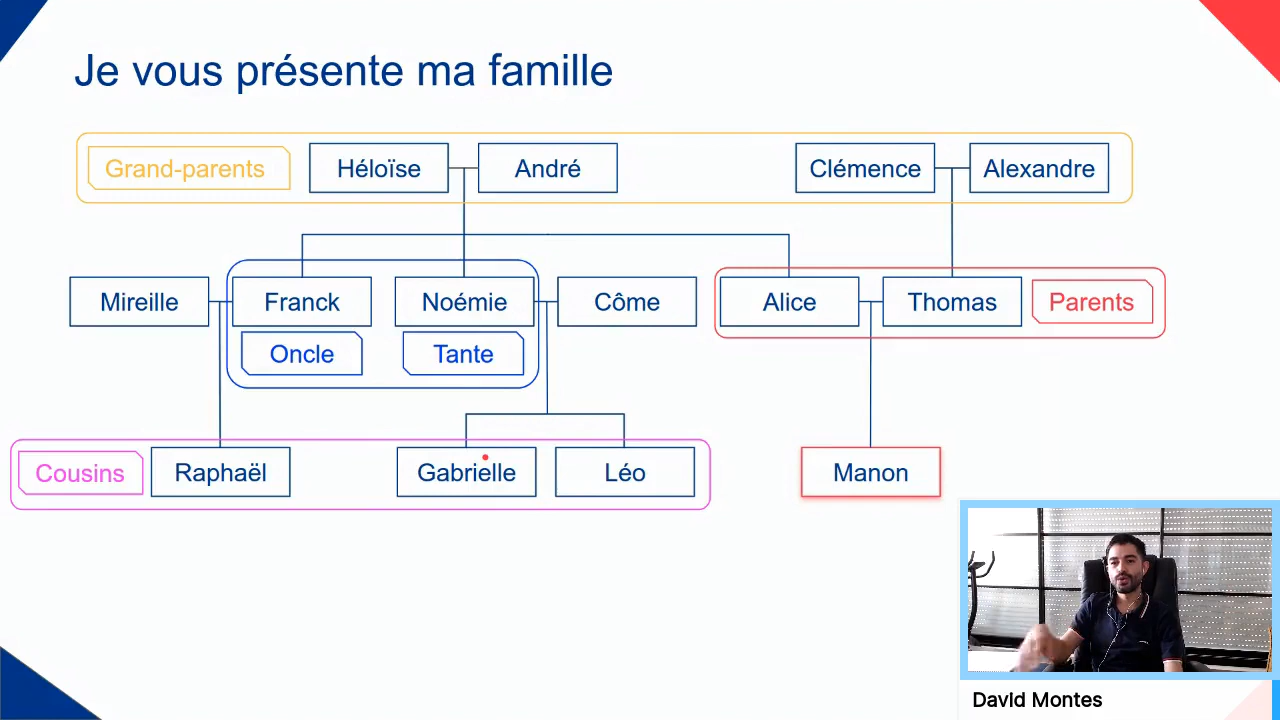 Je vous présente ma famille
Grand-parents
Héloïse
André
Clémence
Alexandre
Mireille
Franck
Noémie
Côme
Alice
Thomas
Parents
Oncle
Tante
Cousins
Raphaël
Gabrielle
Léo
Manon
David Montes